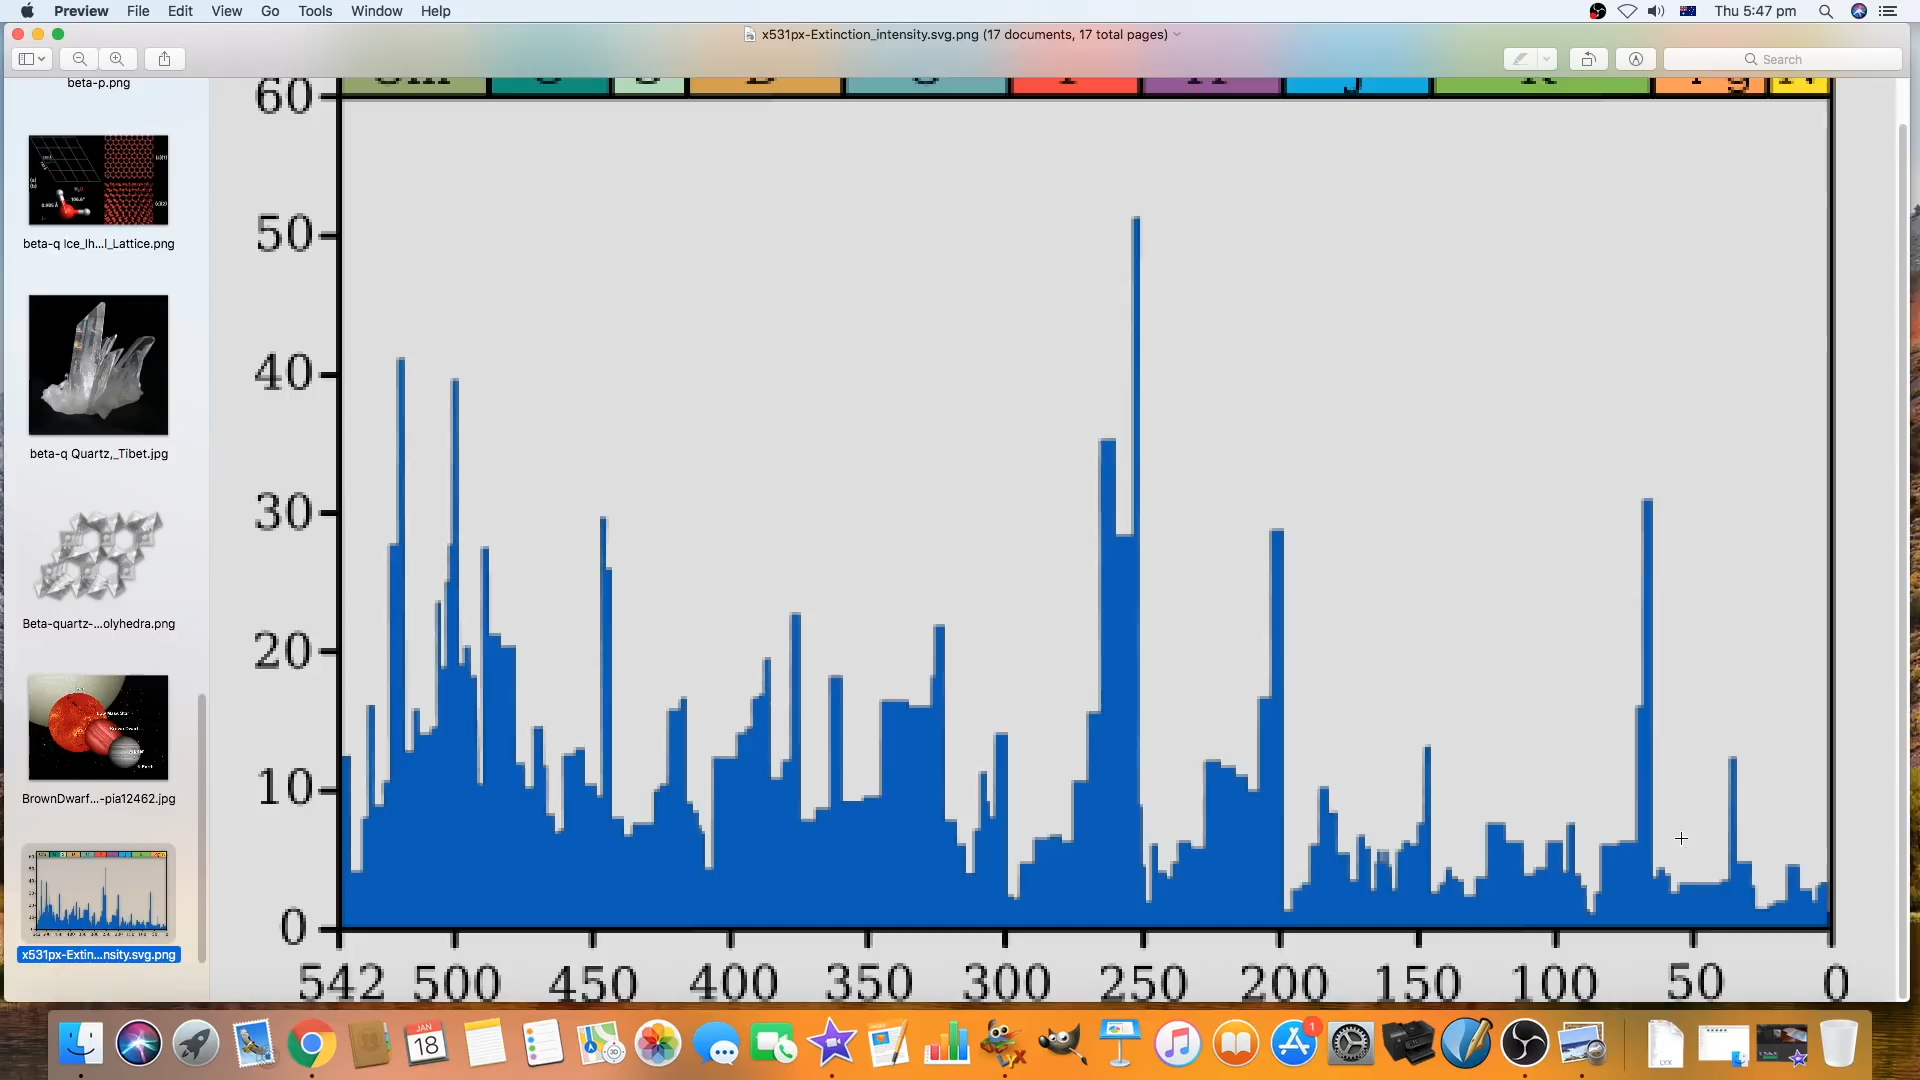 Preview File Edit View Go Tools Window Help Thu 5:47 pm
x531px-Extinction_intensity.svg.png (17 documents, 17 total pages)
Search
beta-p.png
beta-q Ice_Ih...l_Lattice.png
beta-q Quartz,_Tibet.jpg
Beta-quartz-...olyhedra.png
BrownDwarf...-pia12462.jpg
x531px-Extin...nsity.svg.png
60
50
40
30
20
10
0
542 500 450 400 350 300 250 200 150 100 50 0
JAN
18
1